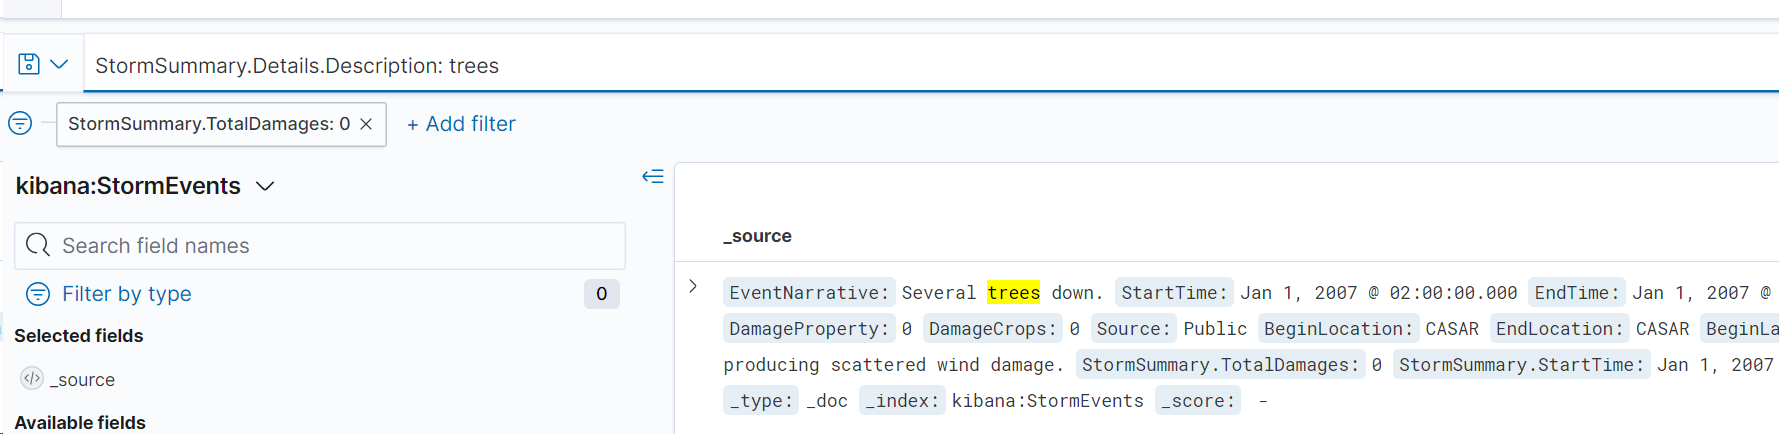 StormSummary.Details.Description: trees
StormSummary.TotalDamages: 0 ×
+ Add filter
kibana:StormEvents
Search field names
Filter by type 0
Selected fields
_source
Available fields
_source
EventNarrative: Several trees down. StartTime: Jan 1, 2007 @ 02:00:00.000 EndTime: Jan 1, 2007 @
DamageProperty: 0 DamageCrops: 0 Source: Public BeginLocation: CASAR EndLocation: CASAR BeginLa
producing scattered wind damage. StormSummary.TotalDamages: 0 StormSummary.StartTime: Jan 1, 2007
_type: _doc _index: kibana:StormEvents _score: -